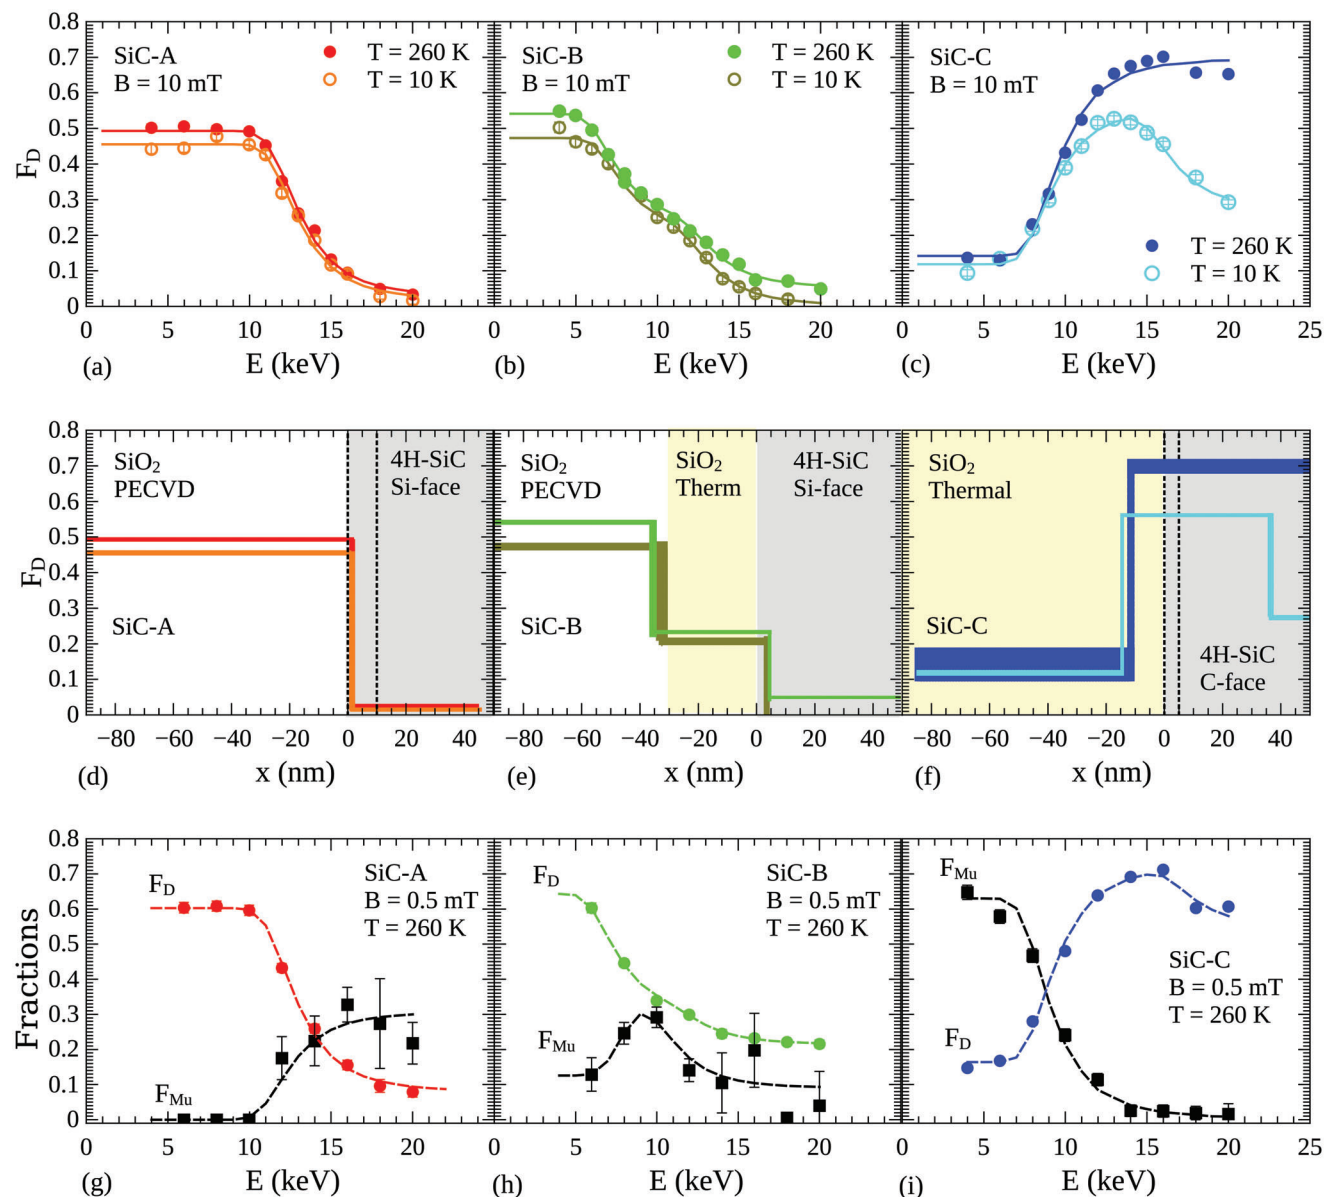 0.8
0.7
0.6
0.5
0.4
0.3
0.2
0.1
0
F_D
SiC-A
B = 10 mT
T = 260 K
T = 10 K
0 5 10 15 20
(a) E (keV)
SiC-B
B = 10 mT
T = 260 K
T = 10 K
0 5 10 15 20
(b) E (keV)
SiC-C
B = 10 mT
T = 260 K
T = 10 K
0 5 10 15 20 25
(c) E (keV)
0.8
0.7
0.6
0.5
0.4
0.3
0.2
0.1
0
F_D
SiO₂
PECVD
4H-SiC
Si-face
SiC-A
−80 −60 −40 −20 0 20 40
(d) x (nm)
SiO₂
PECVD
SiO₂
Therm
4H-SiC
Si-face
SiC-B
−80 −60 −40 −20 0 20 40
(e) x (nm)
SiO₂
Thermal
SiC-C
4H-SiC
C-face
−80 −60 −40 −20 0 20 40
(f) x (nm)
0.8
0.7
0.6
0.5
0.4
0.3
0.2
0.1
0
Fractions
F_D
SiC-A
B = 0.5 mT
T = 260 K
F_Mu
0 5 10 15 20
(g) E (keV)
F_D
SiC-B
B = 0.5 mT
T = 260 K
F_Mu
0 5 10 15 20
(h) E (keV)
F_Mu
SiC-C
B = 0.5 mT
T = 260 K
F_D
0 5 10 15 20 25
(i) E (keV)